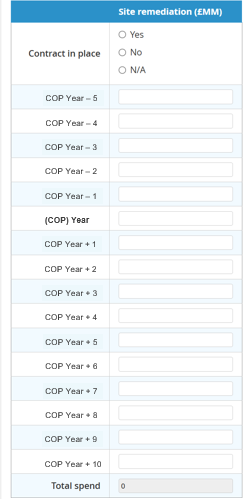 Site remediation (£MM)
Contract in place
Yes
No
N/A
COP Year – 5
COP Year – 4
COP Year – 3
COP Year – 2
COP Year – 1
(COP) Year
COP Year + 1
COP Year + 2
COP Year + 3
COP Year + 4
COP Year + 5
COP Year + 6
COP Year + 7
COP Year + 8
COP Year + 9
COP Year + 10
Total spend 0